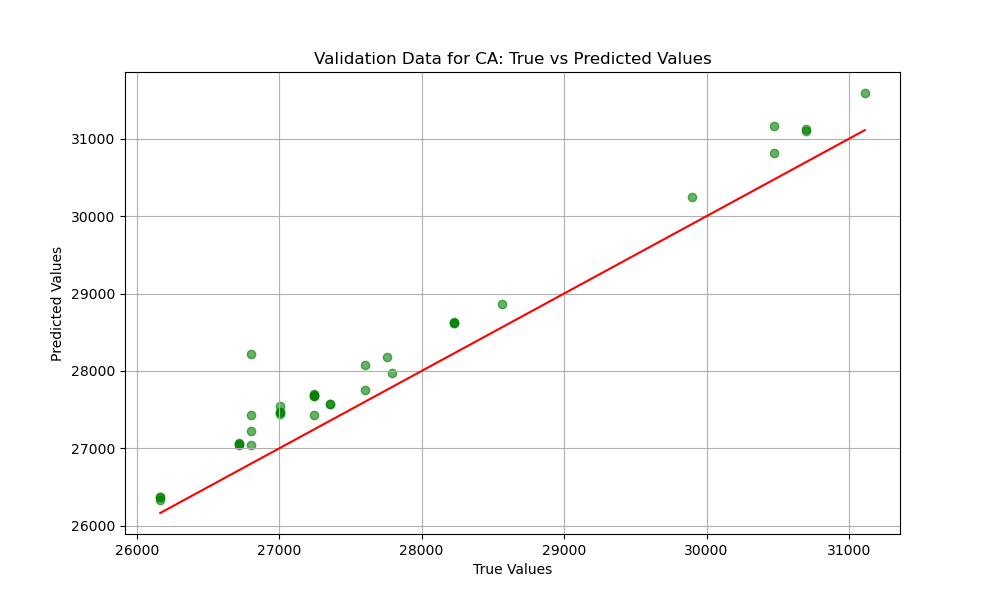 Validation Data for CA: True vs Predicted Values
31000
30000
29000
28000
27000
26000
Predicted Values
26000 27000 28000 29000 30000 31000
True Values